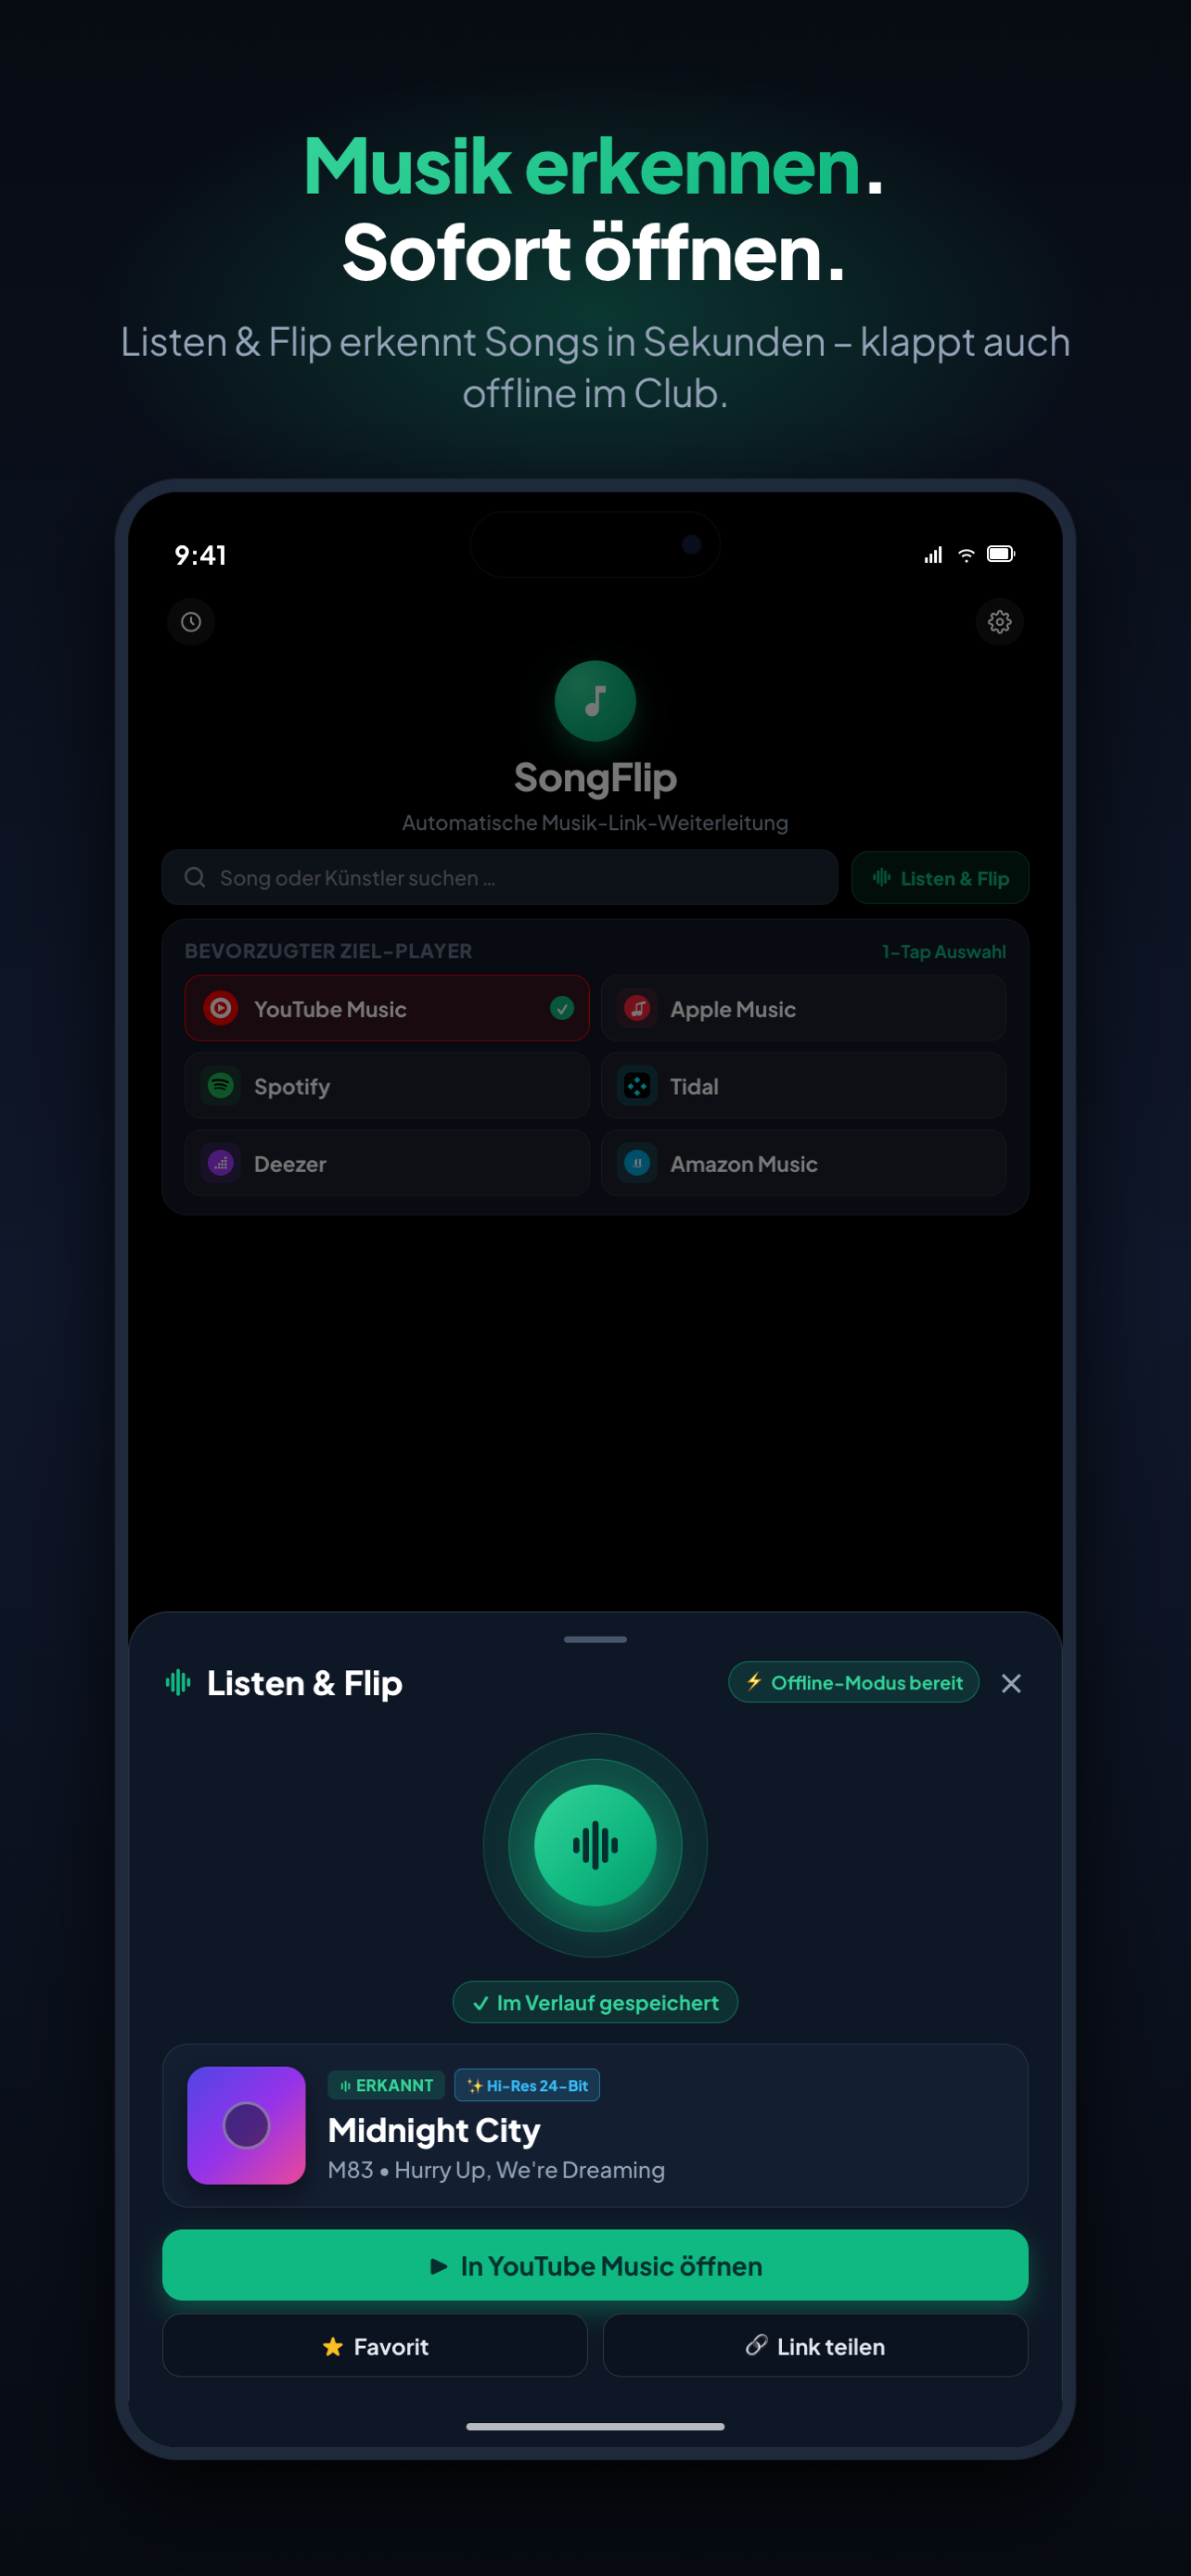 Musik erkennen.
Sofort öffnen.
Listen & Flip erkennt Songs in Sekunden – klappt auch
offline im Club.
9:41
SongFlip
Automatische Musik-Link-Weiterleitung
Song oder Künstler suchen ...
Listen & Flip
BEVORZUGTER ZIEL-PLAYER
1-Tap Auswahl
YouTube Music
Apple Music
Spotify
Tidal
Deezer
Amazon Music
Listen & Flip
⚡ Offline-Modus bereit
✓ Im Verlauf gespeichert
ERKANNT
✨ Hi-Res 24-Bit
Midnight City
M83 • Hurry Up, We're Dreaming
▶ In YouTube Music öffnen
⭐ Favorit
🔗 Link teilen